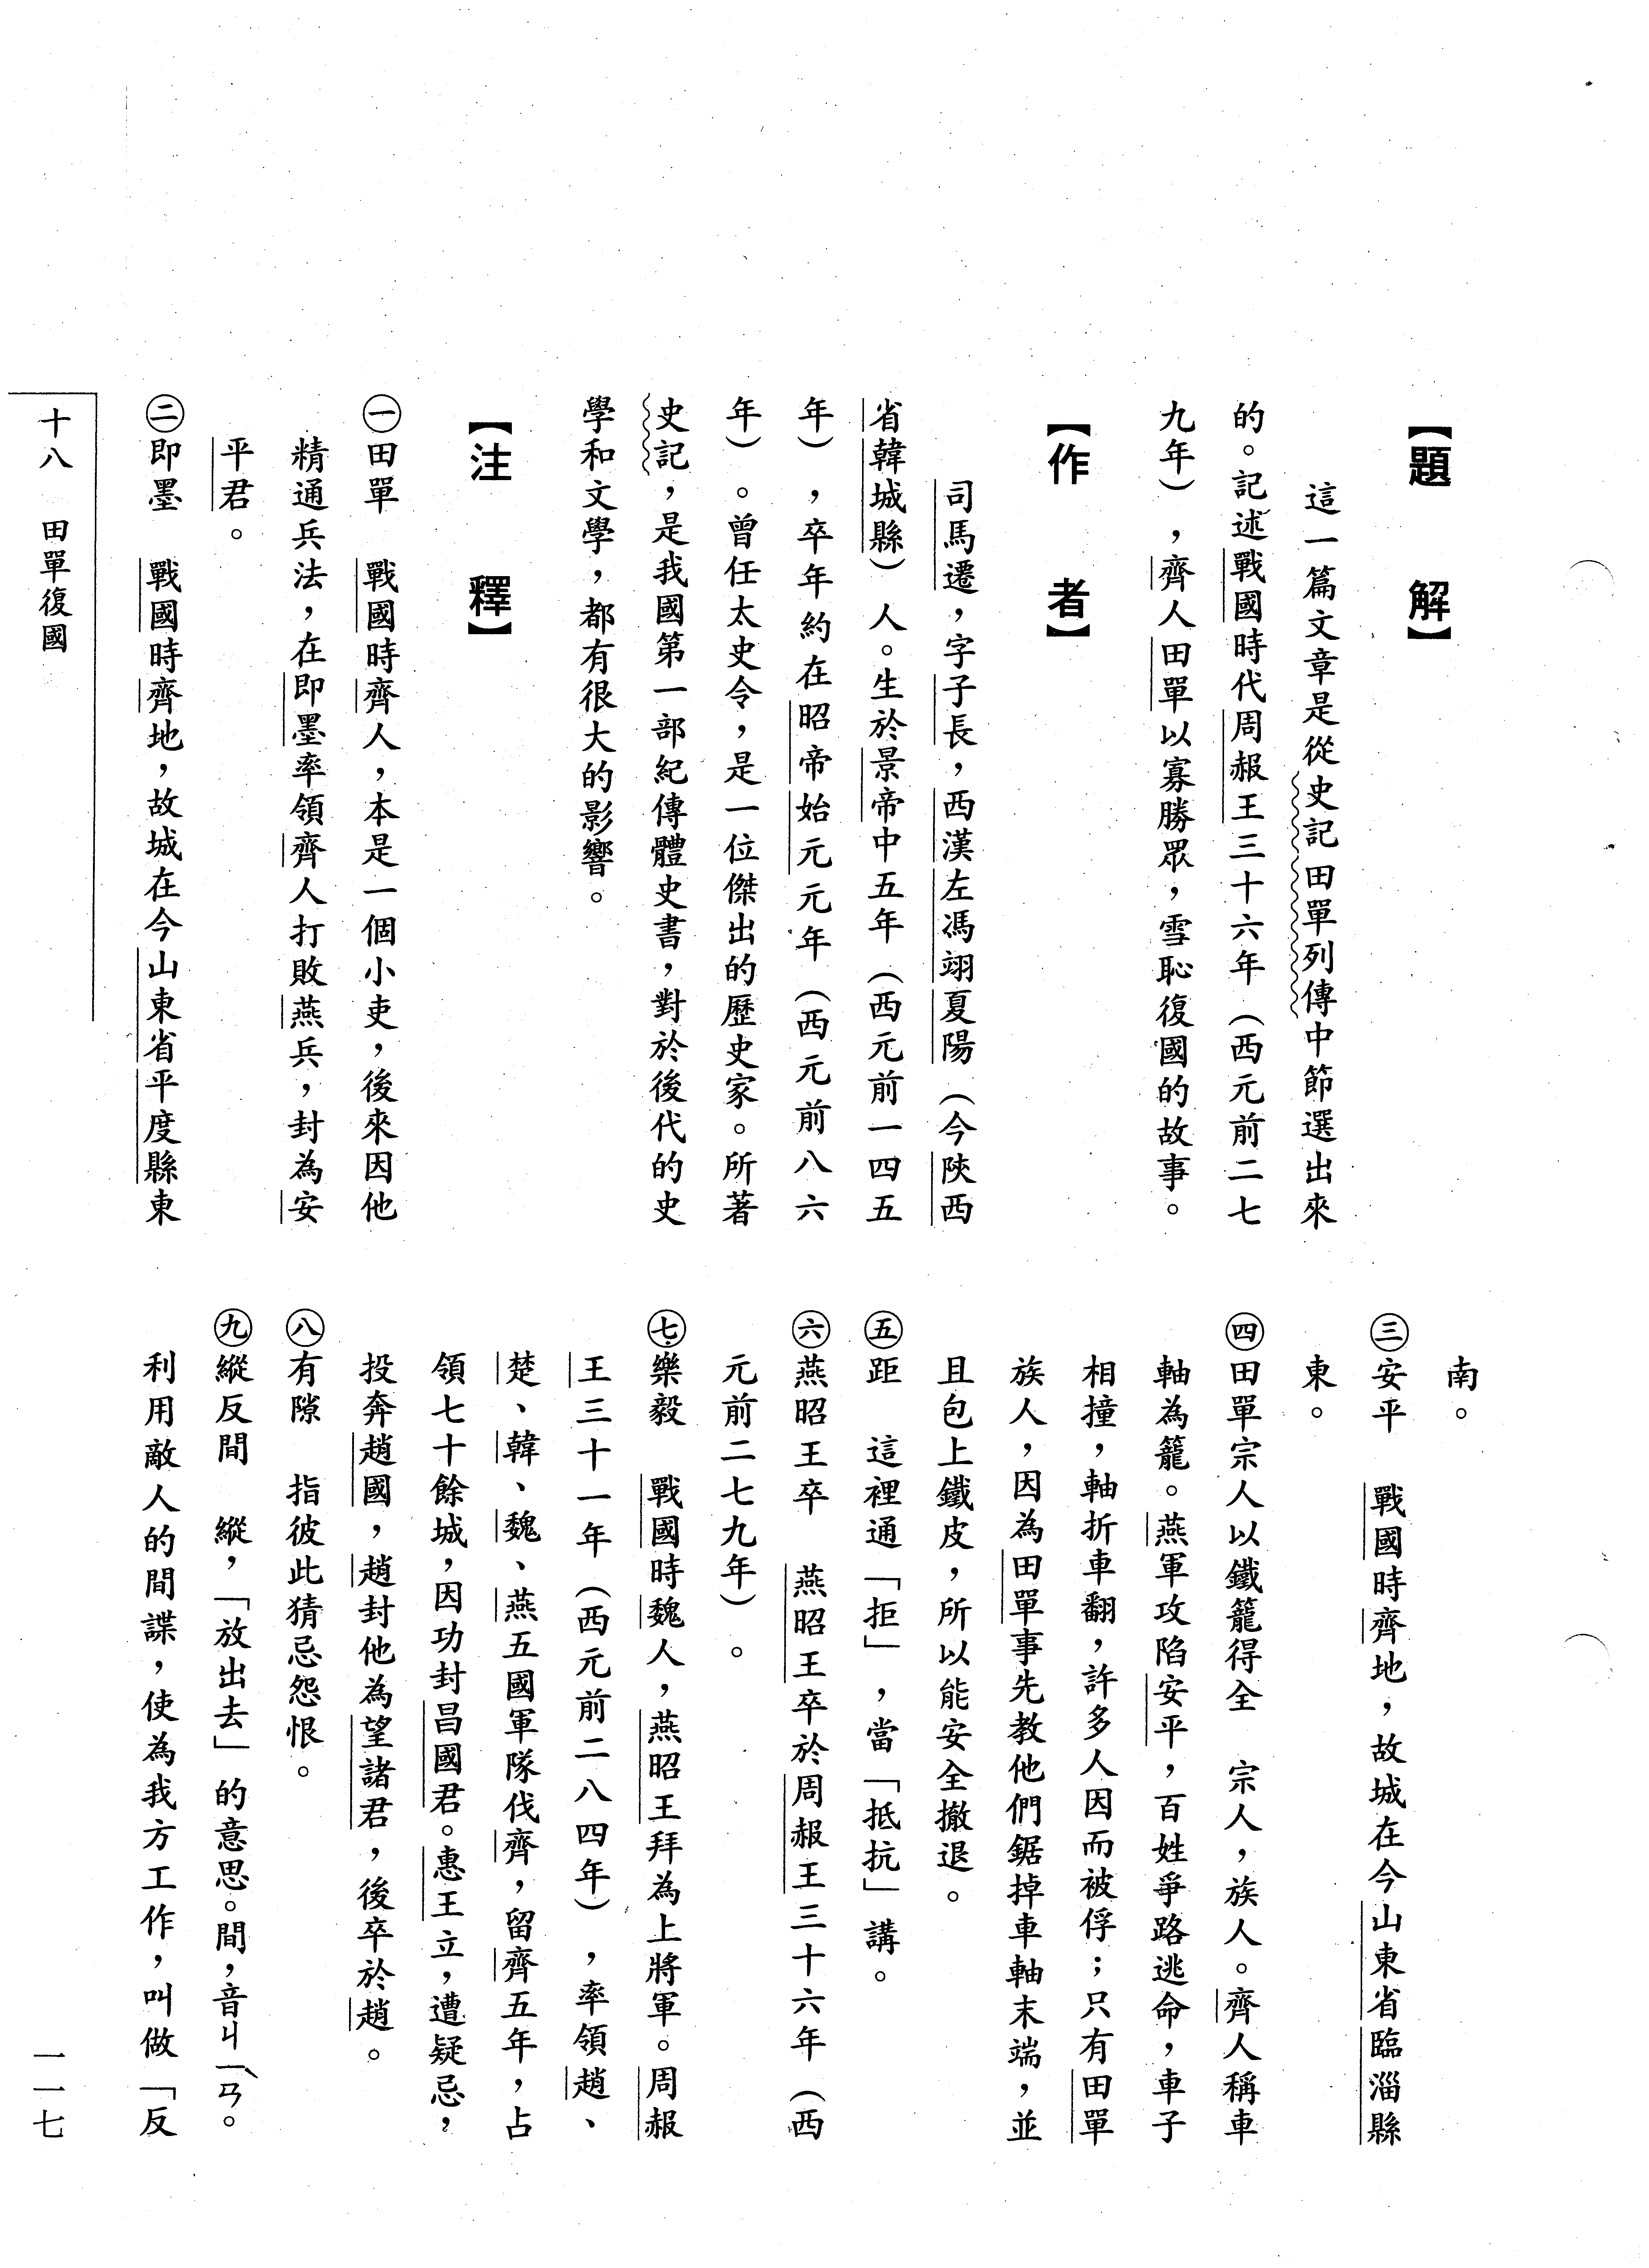 【題　解】
這一篇文章是從史記田單列傳中節選出來
的。記述戰國時代周赧王三十六年（西元前二七
九年），齊人田單以寡勝眾，雪恥復國的故事。
【作　者】
司馬遷，字子長，西漢左馮翊夏陽（今陝西
省韓城縣）人。生於景帝中五年（西元前一四五
年），卒年約在昭帝始元元年（西元前八六
年）。曾任太史令，是一位傑出的歷史家。所著
史記，是我國第一部紀傳體史書，對於後代的史
學和文學，都有很大的影響。
【注　釋】
㊀田單　戰國時齊人，本是一個小吏，後來因他
精通兵法，在即墨率領齊人打敗燕兵，封為安
平君。
㊁即墨　戰國時齊地，故城在今山東省平度縣東
南。
㊂安平　戰國時齊地，故城在今山東省臨淄縣
東。
㊃田單宗人以鐵籠得全　宗人，族人。齊人稱車
軸為籠。燕軍攻陷安平，百姓爭路逃命，車子
相撞，軸折車翻，許多人因而被俘；只有田單
族人，因為田單事先教他們鋸掉車軸末端，並
且包上鐵皮，所以能安全撤退。
㊄距　這裡通「拒」，當「抵抗」講。
㊅燕昭王卒　燕昭王卒於周赧王三十六年（西
元前二七九年）。
㊆樂毅　戰國時魏人，燕昭王拜為上將軍。周赧
王三十一年（西元前二八四年），率領趙、
楚、韓、魏、燕五國軍隊伐齊，留齊五年，占
領七十餘城，因功封昌國君。惠王立，遭疑忌，
投奔趙國，趙封他為望諸君，後卒於趙。
㊇有隙　指彼此猜忌怨恨。
㊈縱反間　縱，「放出去」的意思。間，音ㄐㄧㄢˋ。
利用敵人的間諜，使為我方工作，叫做「反
十八　田單復國
一一七